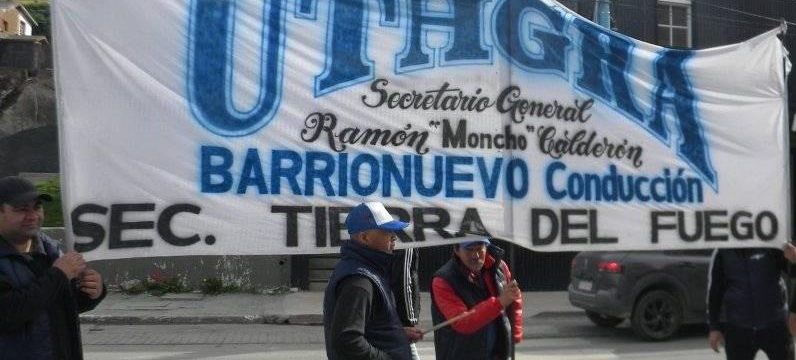 UTHGRA
Secretario General
Ramón "Moncho" Calderón
BARRIONUEVO Conducción
SEC. TIERRA DEL FUEGO